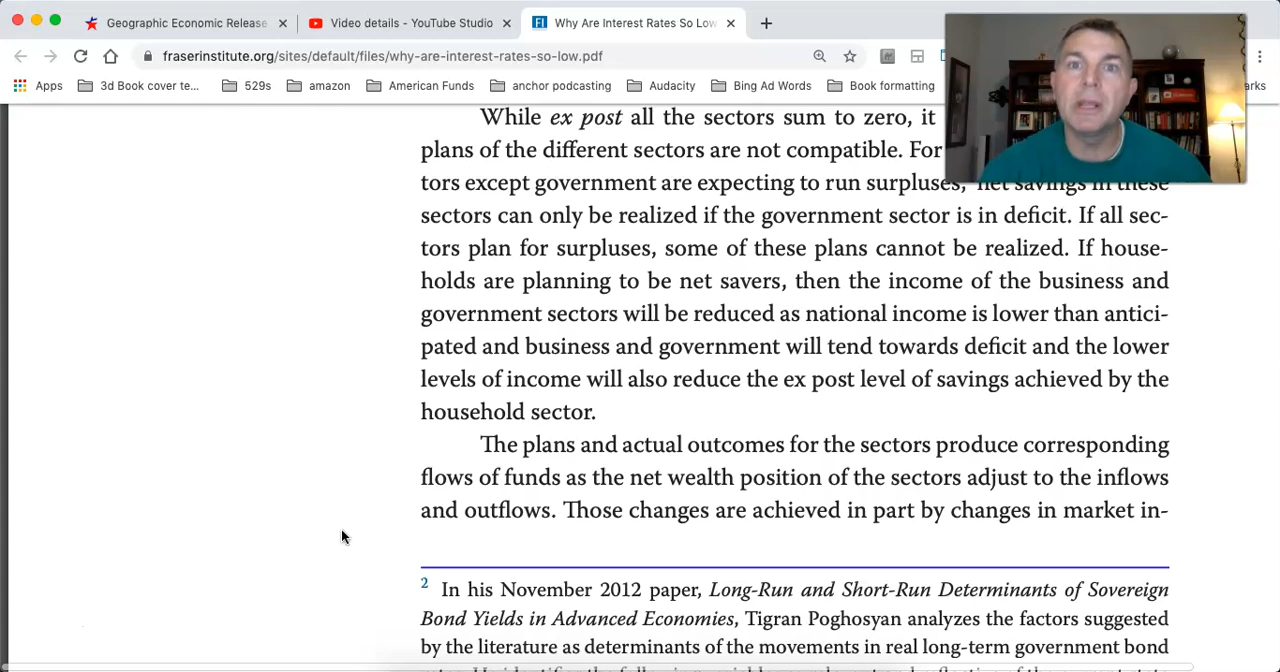 Geographic Economic Release
Video details - YouTube Studio
FI
Why Are Interest Rates So Low
fraserinstitute.org/sites/default/files/why-are-interest-rates-so-low.pdf
Apps
3d Book cover te...
529s
amazon
American Funds
anchor podcasting
Audacity
Bing Ad Words
Book formatting
arks
While ex post all the sectors sum to zero, it
plans of the different sectors are not compatible. For
tors except government are expecting to run surpluses, net savings in these
sectors can only be realized if the government sector is in deficit. If all sec-
tors plan for surpluses, some of these plans cannot be realized. If house-
holds are planning to be net savers, then the income of the business and
government sectors will be reduced as national income is lower than antici-
pated and business and government will tend towards deficit and the lower
levels of income will also reduce the ex post level of savings achieved by the
household sector.
The plans and actual outcomes for the sectors produce corresponding
flows of funds as the net wealth position of the sectors adjust to the inflows
and outflows. Those changes are achieved in part by changes in market in-
2 In his November 2012 paper, Long-Run and Short-Run Determinants of Sovereign
Bond Yields in Advanced Economies, Tigran Poghosyan analyzes the factors suggested
by the literature as determinants of the movements in real long-term government bond